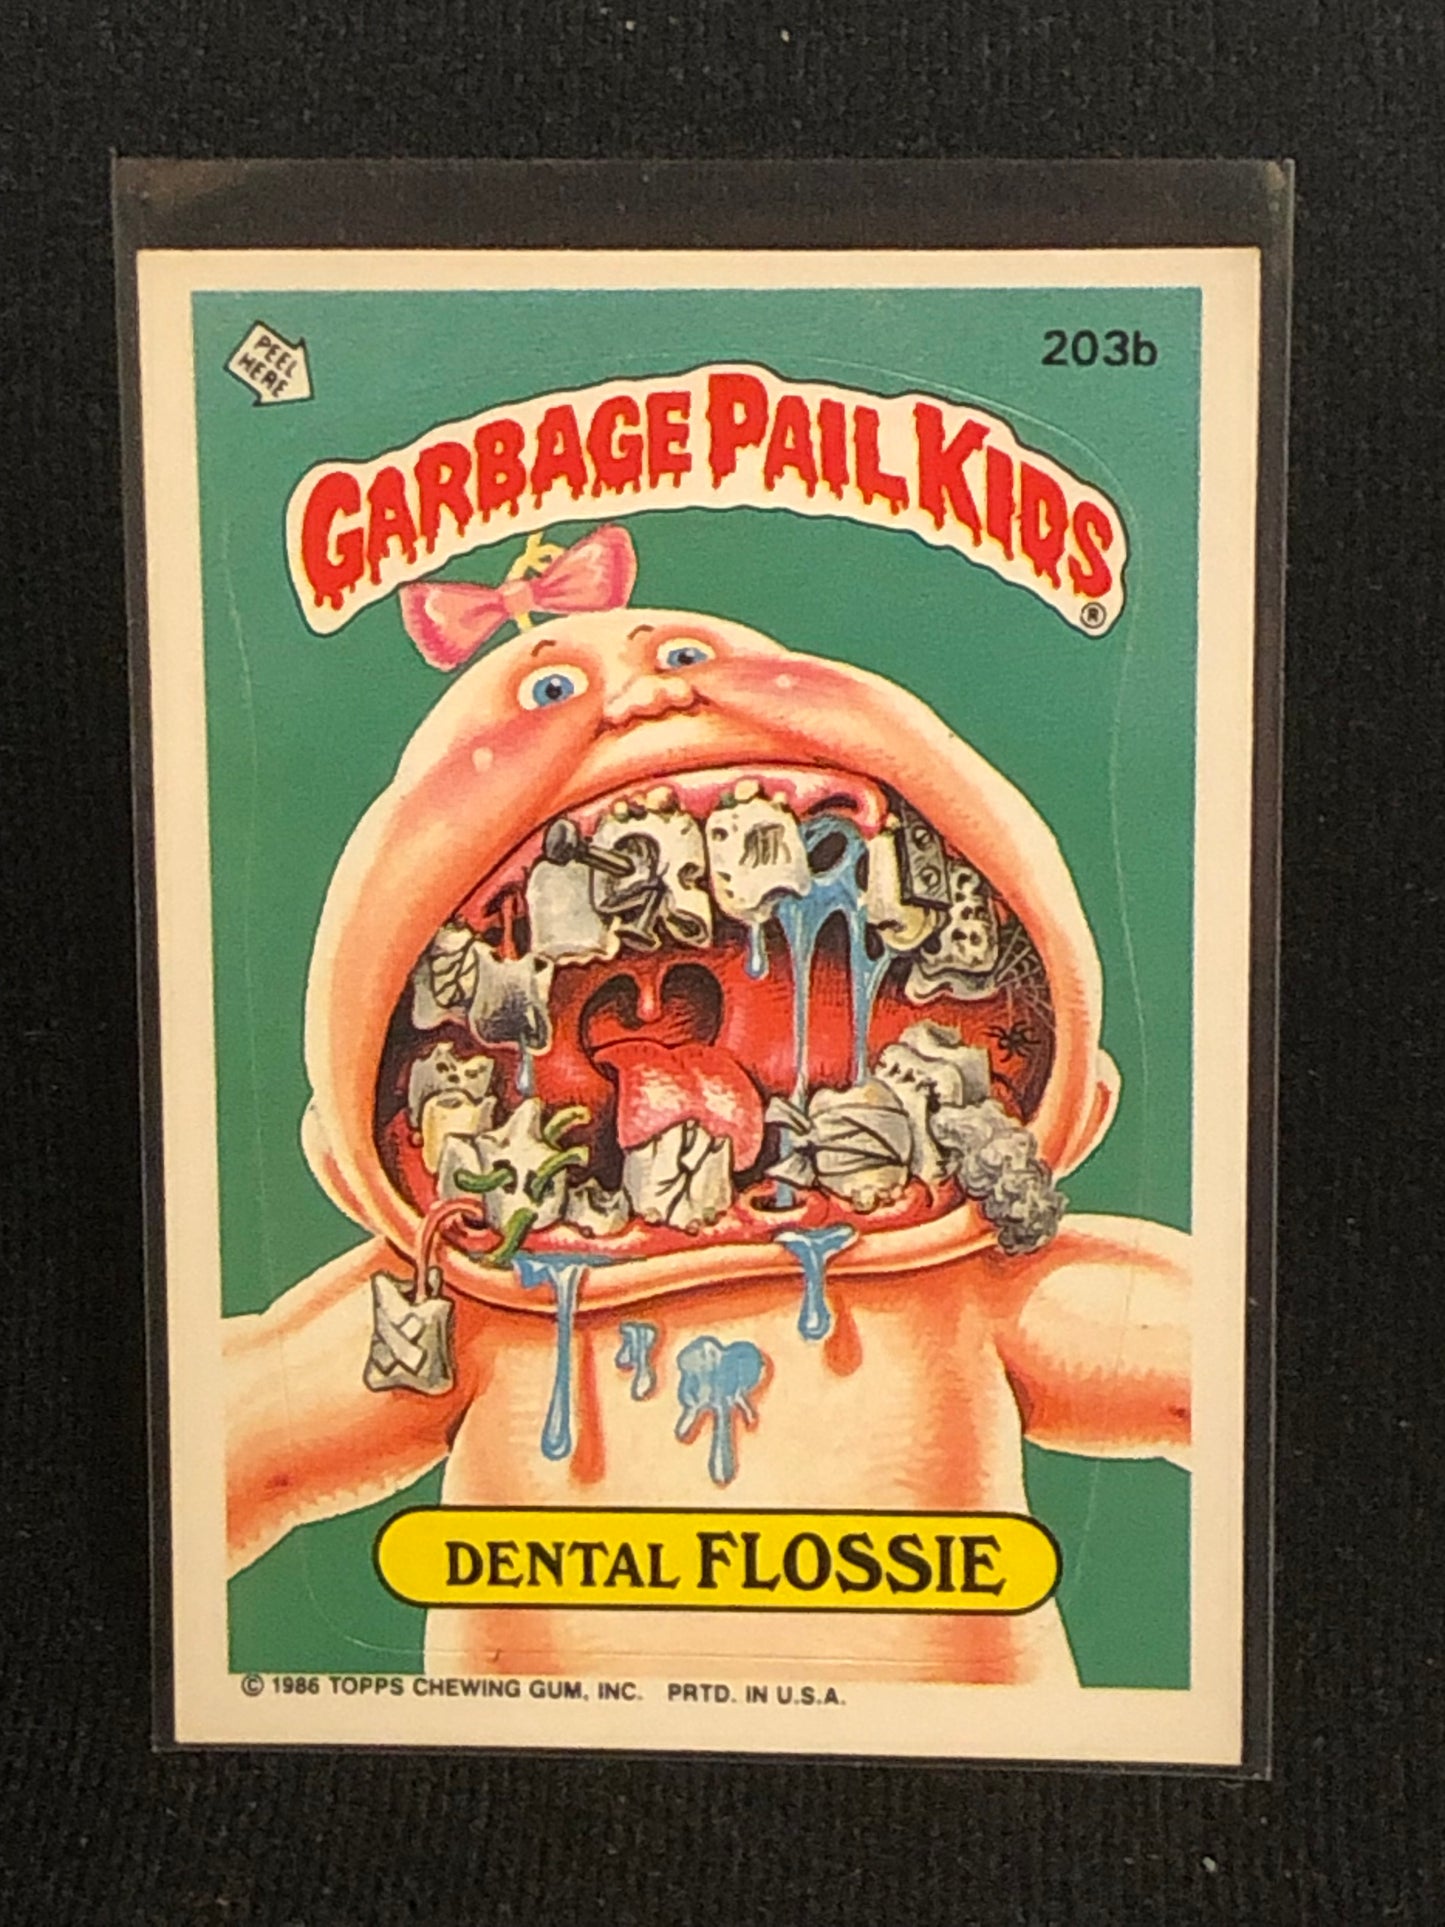 PEEL
HERE
203b
GARBAGE PAIL KIDS
®
DENTAL FLOSSIE
© 1986 TOPPS CHEWING GUM, INC. PRTD. IN U.S.A.